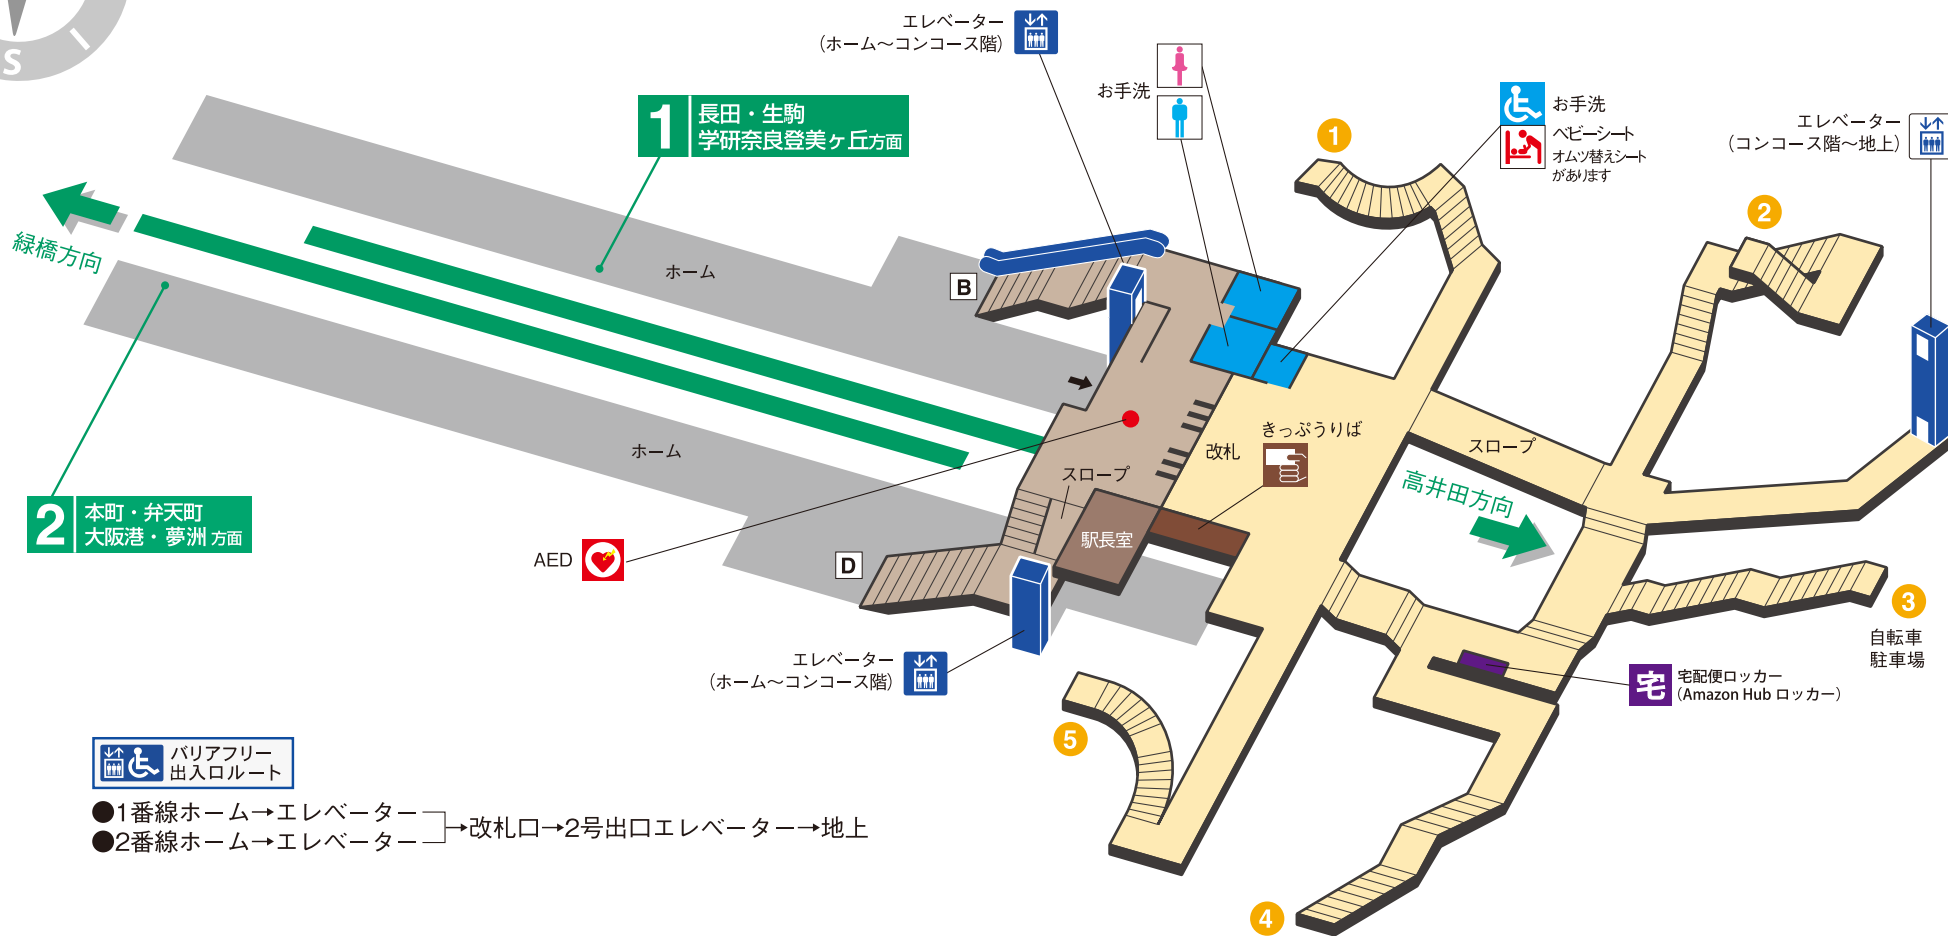 S
エレベーター
（ホーム～コンコース階）
お手洗
1
長田・生駒
学研奈良登美ヶ丘方面
お手洗
ベビーシート
オムツ替えシート
があります
エレベーター
（コンコース階～地上）
1
2
緑橋方向
ホーム
B
ホーム
きっぷうりば
改札
スロープ
スロープ
高井田方向
2
本町・弁天町
大阪港・夢洲 方面
駅長室
AED
D
3
自転車
駐車場
エレベーター
（ホーム～コンコース階）
宅
宅配便ロッカー
（Amazon Hub ロッカー）
5
4
バリアフリー
出入口ルート
●1番線ホーム→エレベーター
●2番線ホーム→エレベーター
→改札口→2号出口エレベーター→地上